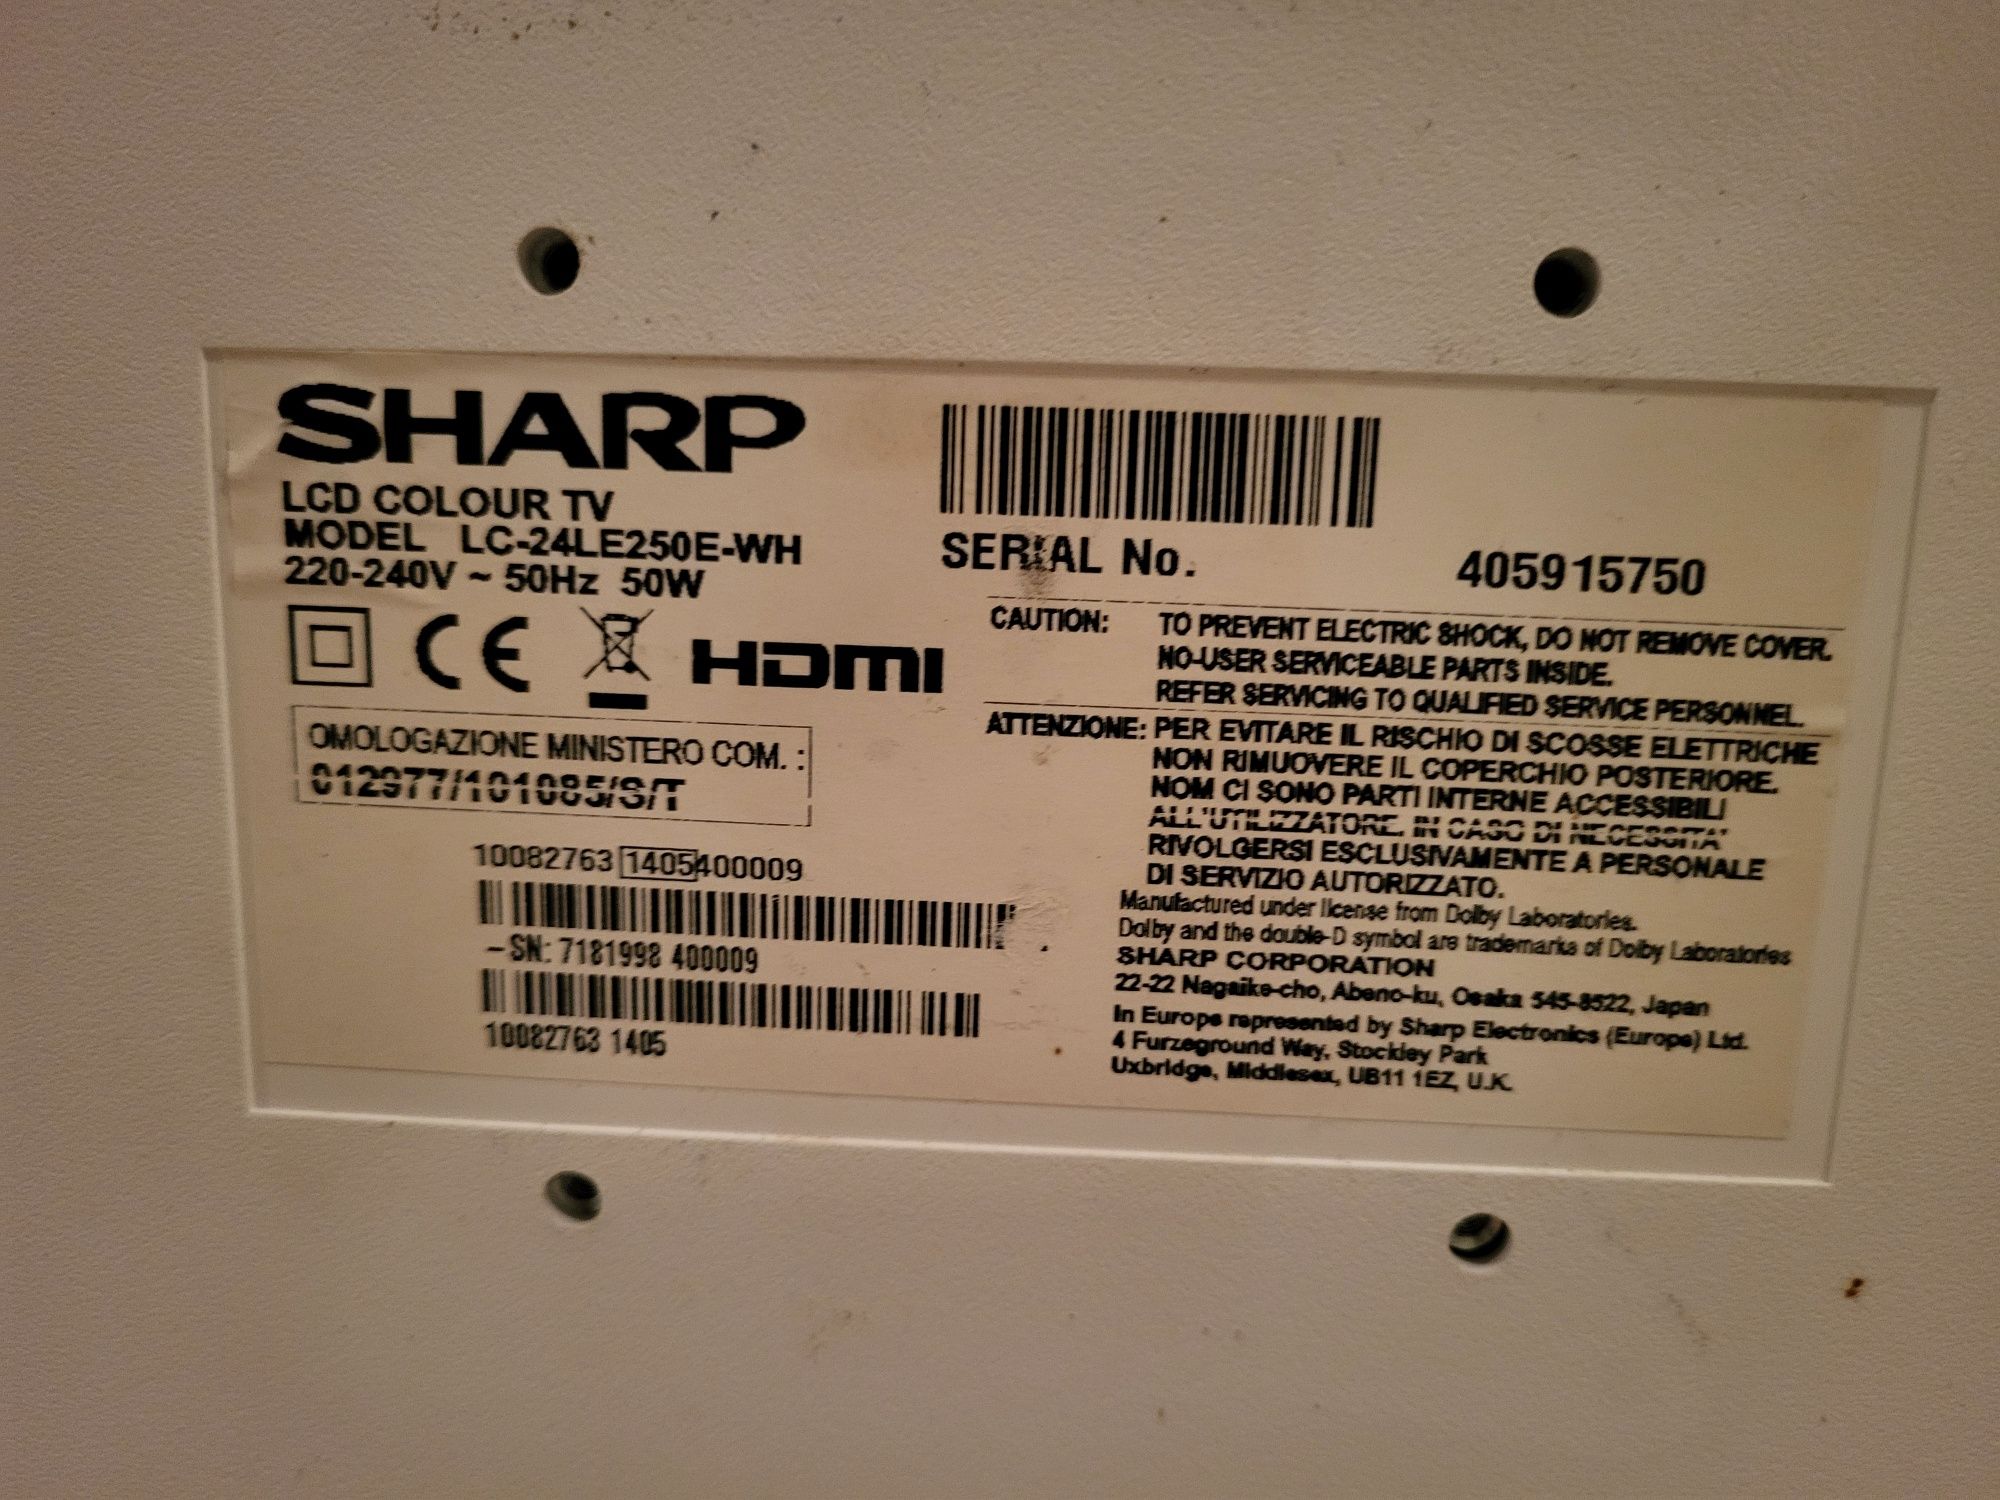 SHARP
LCD COLOUR TV
MODEL LC-24LE250E-WH
220-240V ~ 50Hz 50W
CE HDMI
OMOLOGAZIONE MINISTERO COM. :
012977/101085/S/T
10082763 1405400009
-SN: 7181998 400009
10082763 1405
SERIAL No. 405915750
CAUTION: TO PREVENT ELECTRIC SHOCK, DO NOT REMOVE COVER.
NO-USER SERVICEABLE PARTS INSIDE.
REFER SERVICING TO QUALIFIED SERVICE PERSONNEL.
ATTENZIONE: PER EVITARE IL RISCHIO DI SCOSSE ELETTRICHE
NON RIMUOVERE IL COPERCHIO POSTERIORE.
NOM CI SONO PARTI INTERNE ACCESSIBILI
ALL'UTILIZZATORE. IN CASO DI NECESSITA'
RIVOLGERSI ESCLUSIVAMENTE A PERSONALE
DI SERVIZIO AUTORIZZATO.
Manufactured under license from Dolby Laboratories.
Dolby and the double-D symbol are trademarks of Dolby Laboratories
SHARP CORPORATION
22-22 Nagaike-cho, Abeno-ku, Osaka 545-8522, Japan
In Europe represented by Sharp Electronics (Europe) Ltd.
4 Furzeground Way, Stockley Park
Uxbridge, Middlesex, UB11 1EZ, U.K.